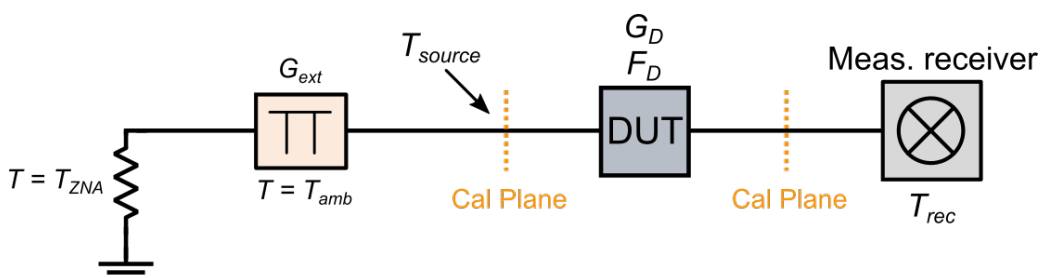 G_D
F_D
T_source
G_ext
Meas. receiver
DUT
T = T_ZNA
T = T_amb
Cal Plane
Cal Plane
T_rec